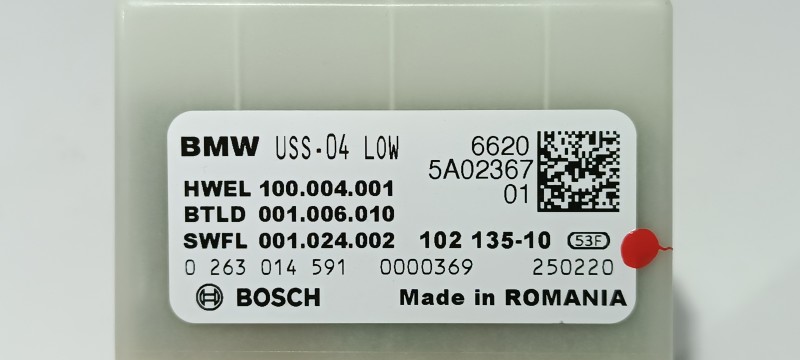 BMW USS-04 LOW
6620
5A02367
01
HWEL 100.004.001
BTLD 001.006.010
SWFL 001.024.002 102 135-10 53F
0 263 014 591 0000369 250220
BOSCH Made in ROMANIA